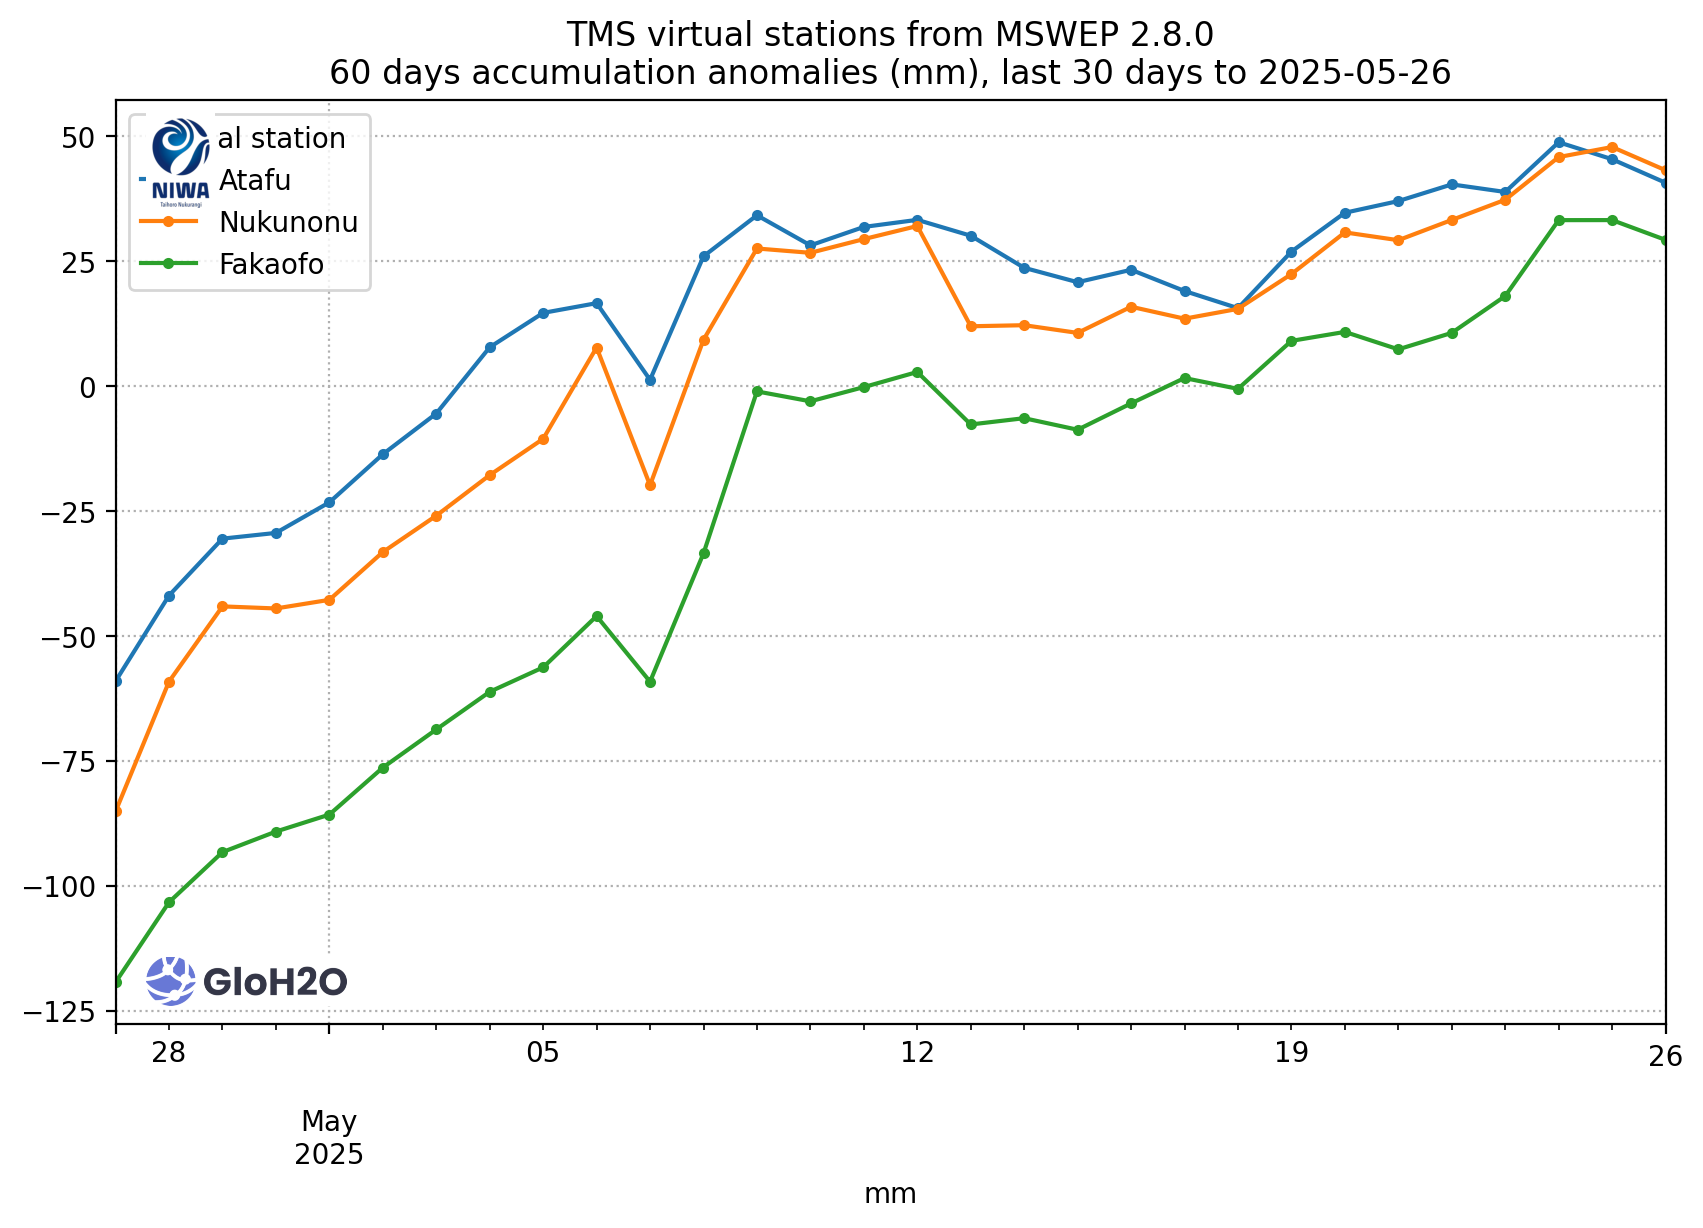 TMS virtual stations from MSWEP 2.8.0
60 days accumulation anomalies (mm), last 30 days to 2025-05-26
al station
Atafu
Nukunonu
Fakaofo
NIWA
Taihoro Nukurangi
50
25
0
−25
−50
−75
−100
−125
GloH2O
28
05
12
19
26
May
2025
mm